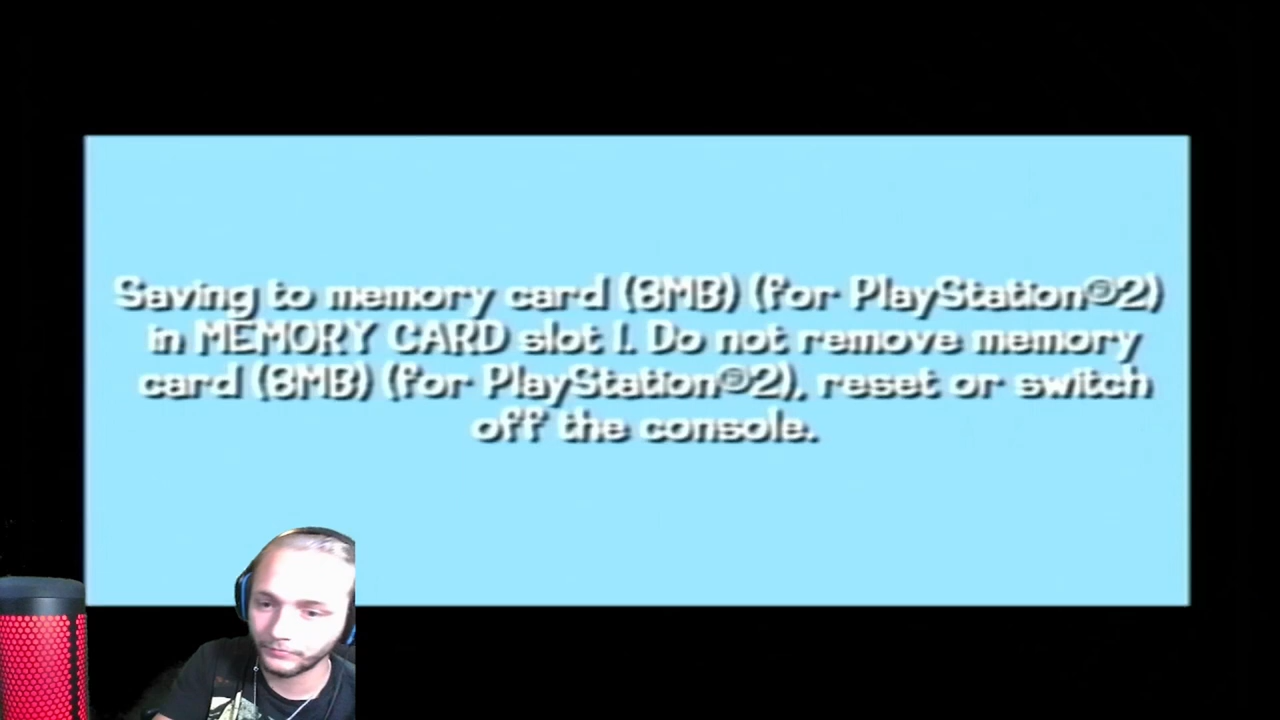 Saving to memory card (8MB) (for PlayStation®2)
in MEMORY CARD slot 1. Do not remove memory
card (8MB) (for PlayStation®2), reset or switch
off the console.